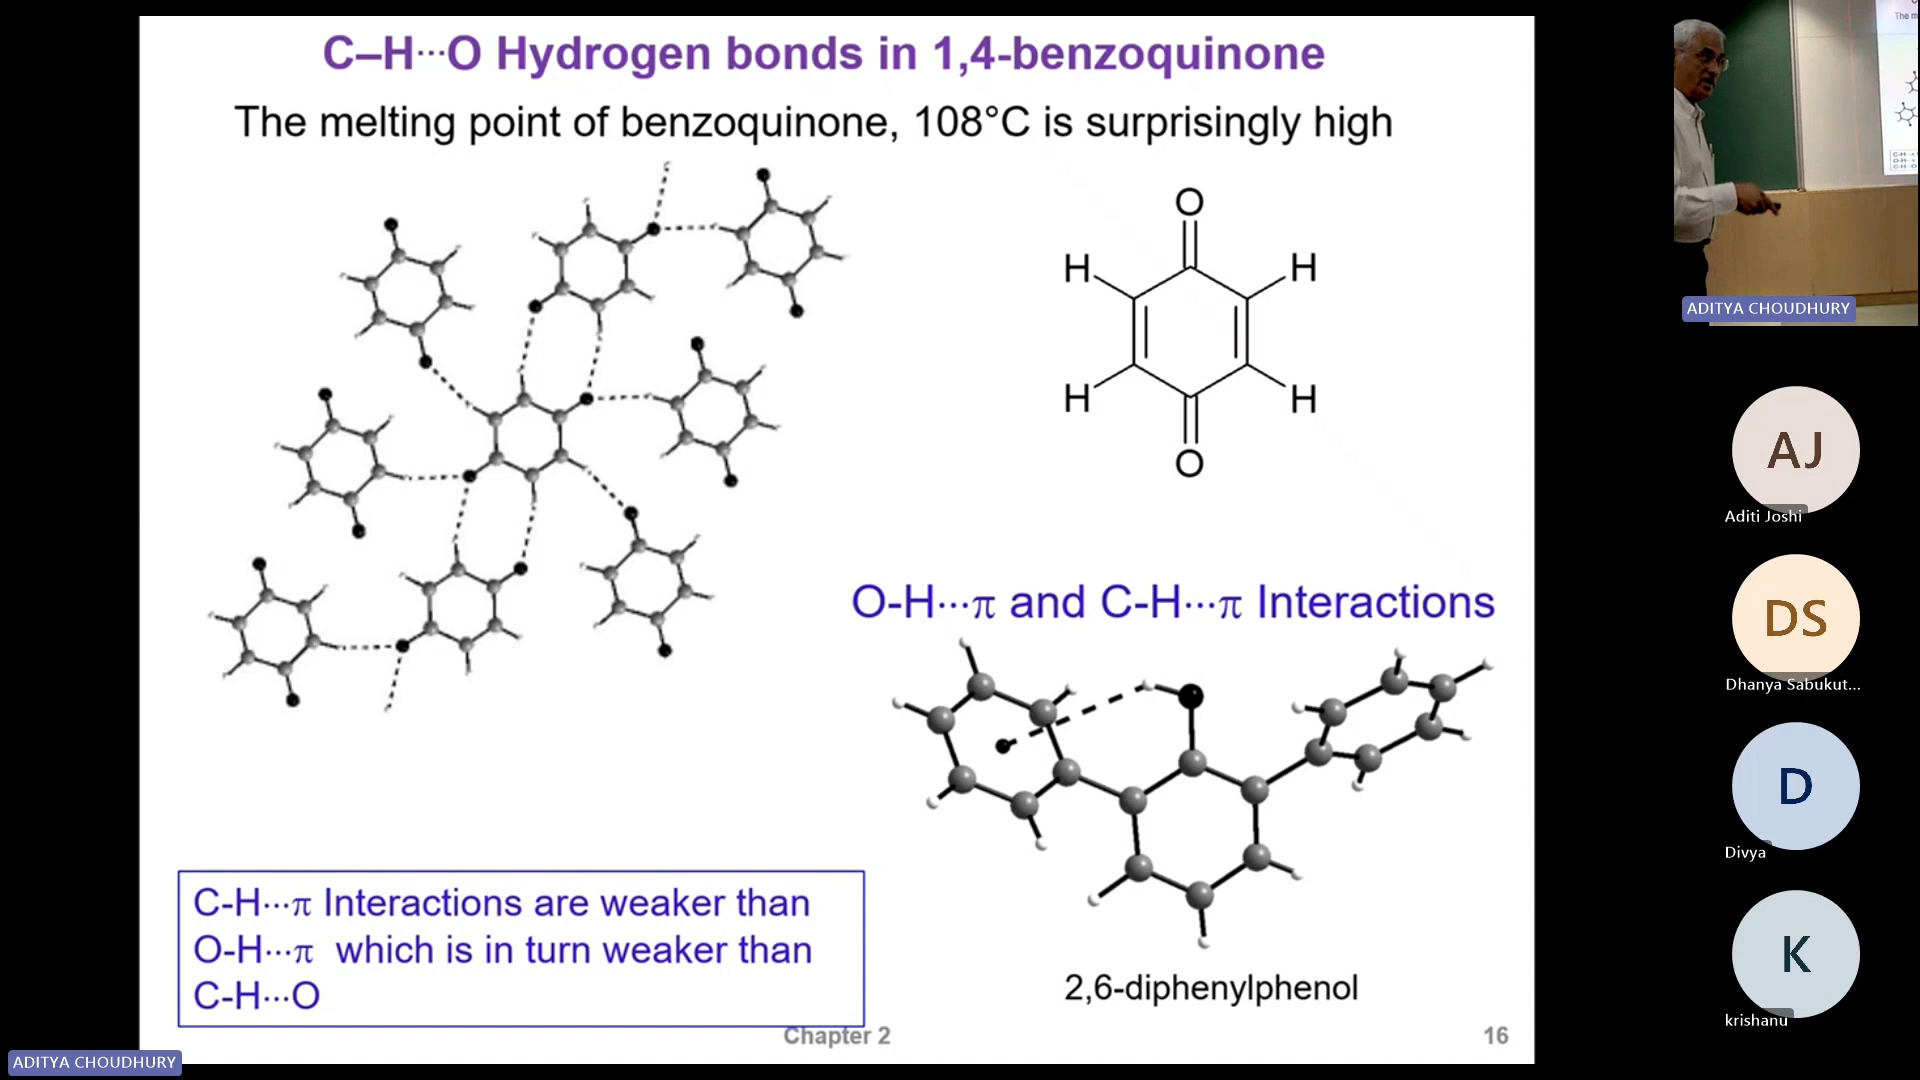 C–H···O Hydrogen bonds in 1,4-benzoquinone
The melting point of benzoquinone, 108°C is surprisingly high
O
H H
H H
O
O-H···π and C-H···π Interactions
2,6-diphenylphenol
C-H···π Interactions are weaker than
O-H···π which is in turn weaker than
C-H···O
Chapter 2
16
ADITYA CHOUDHURY
The m
ADITYA CHOUDHURY
AJ
Aditi Joshi
DS
Dhanya Sabukut...
D
Divya
K
krishanu